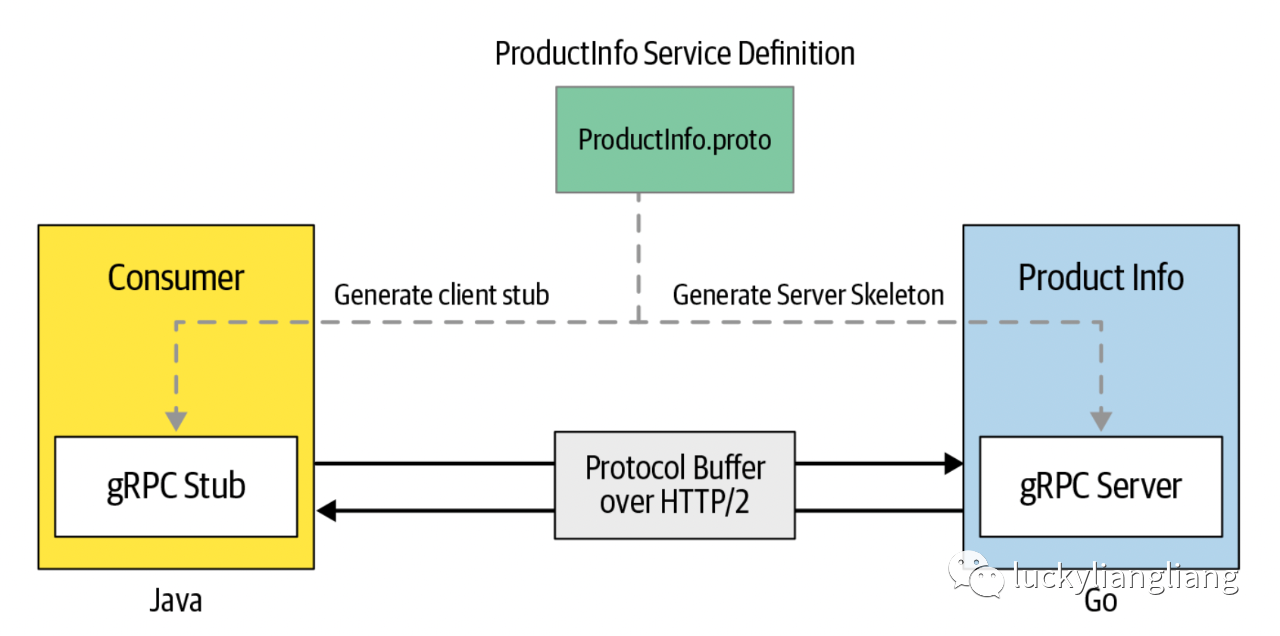 ProductInfo Service Definition
ProductInfo.proto
Consumer
Generate client stub
Generate Server Skeleton
Product Info
gRPC Stub
Protocol Buffer
over HTTP/2
gRPC Server
luckyliangliang
Java
Go